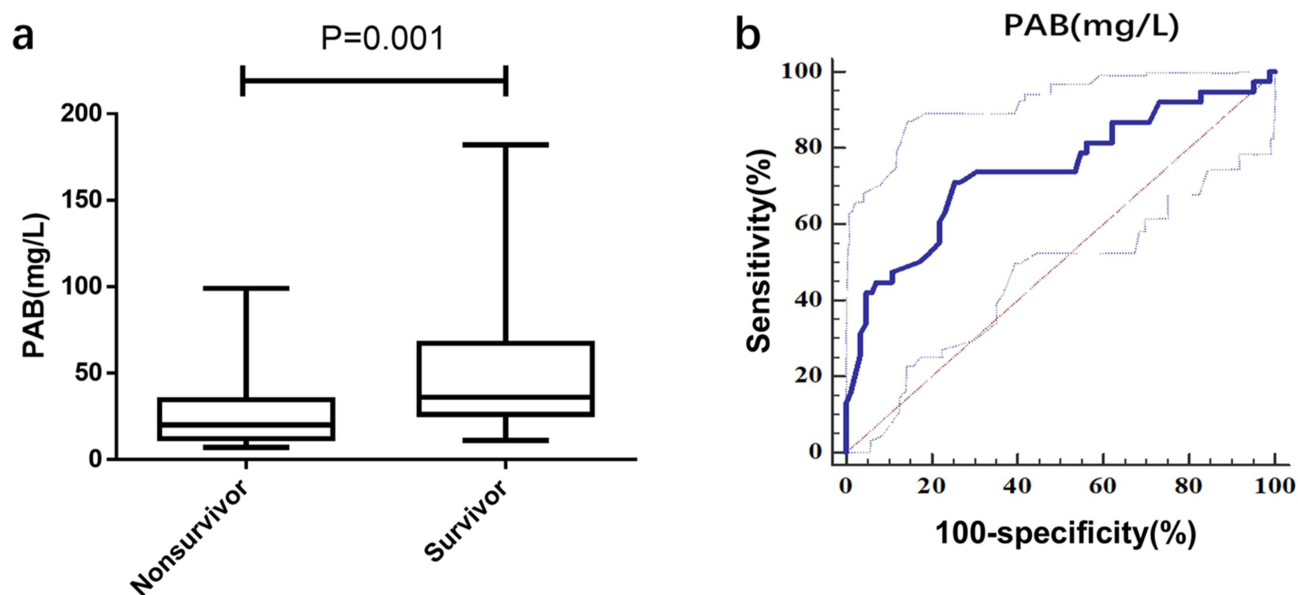 a
P=0.001
PAB(mg/L)
200
150
100
50
0
Nonsurvivor
Survivor
b
PAB(mg/L)
Sensitivity(%)
100
80
60
40
20
0
0 20 40 60 80 100
100-specificity(%)